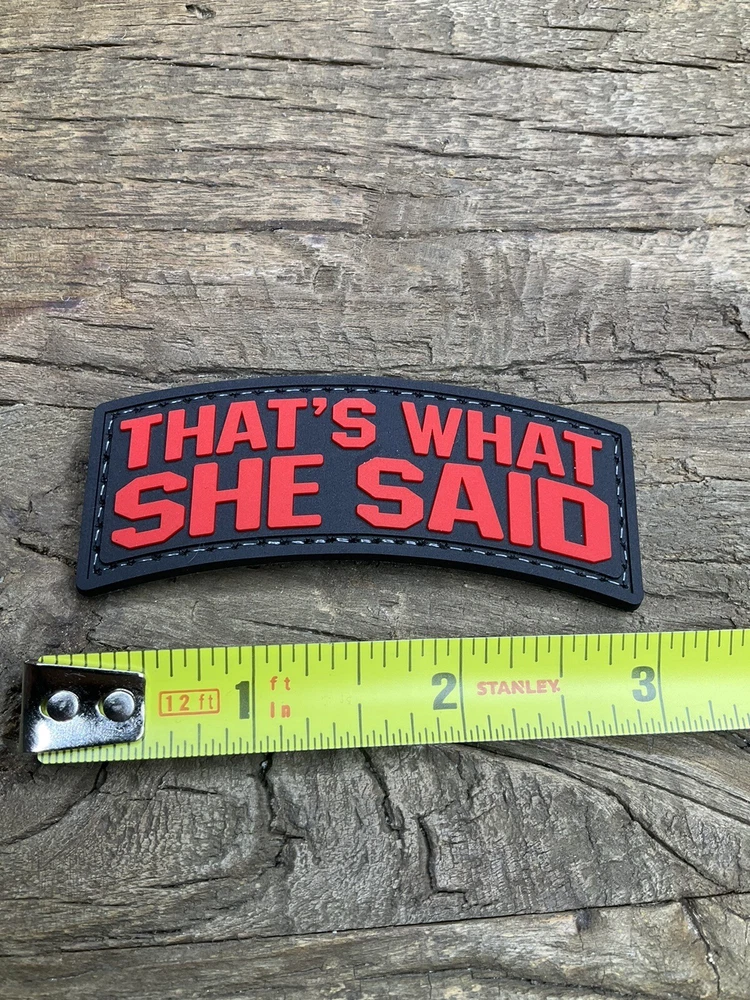 THAT'S WHAT
SHE SAID
12 ft 1 ft 2 STANLEY. 3
in